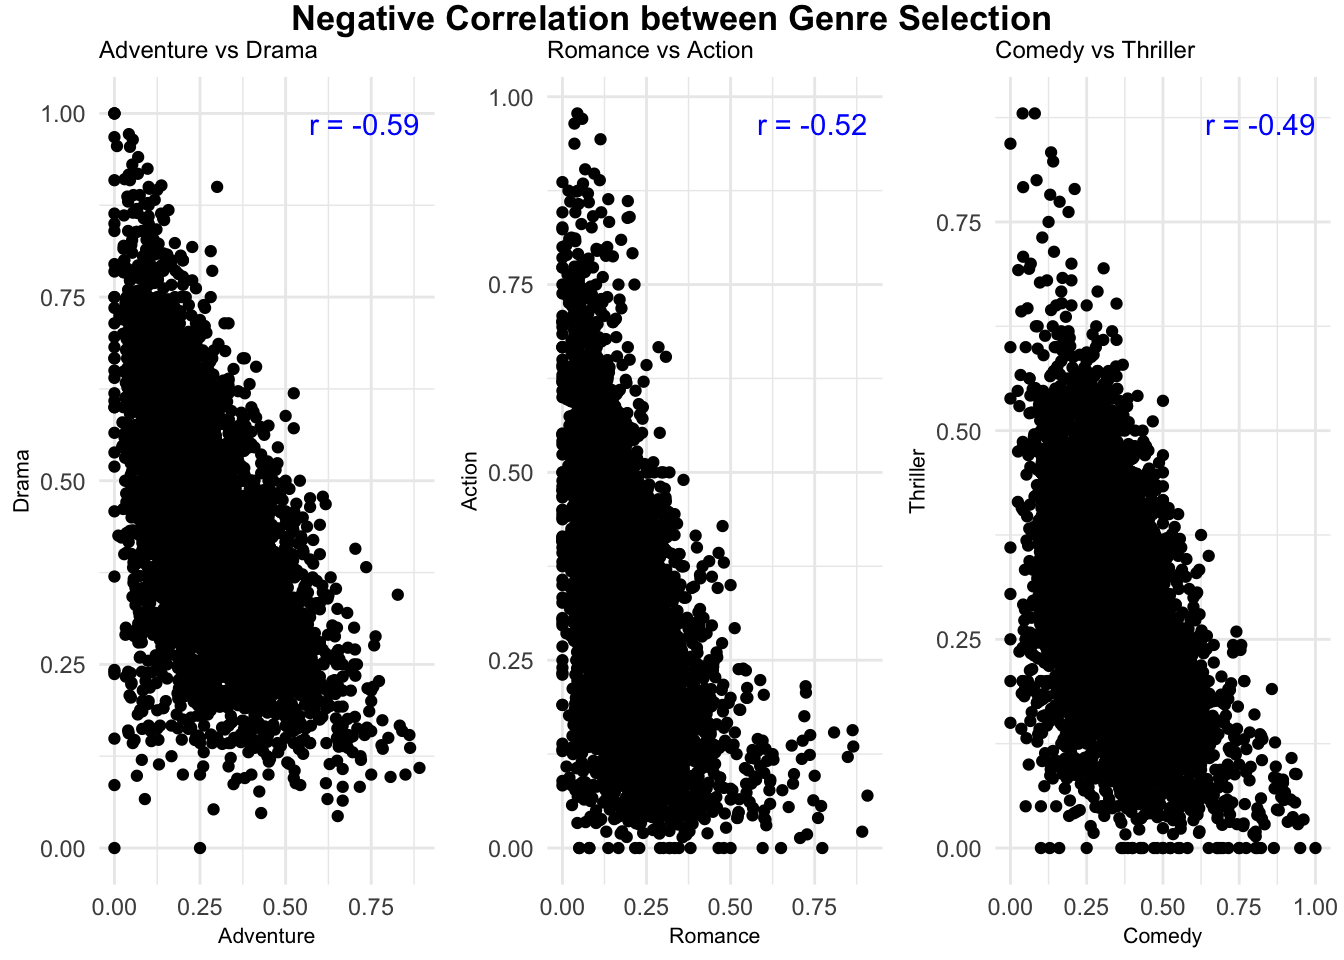 Negative Correlation between Genre Selection
Adventure vs Drama
r = -0.59
1.00
0.75
0.50
0.25
0.00
Drama
0.00 0.25 0.50 0.75
Adventure
Romance vs Action
r = -0.52
1.00
0.75
0.50
0.25
0.00
Action
0.00 0.25 0.50 0.75
Romance
Comedy vs Thriller
r = -0.49
0.75
0.50
0.25
0.00
Thriller
0.00 0.25 0.50 0.75 1.00
Comedy